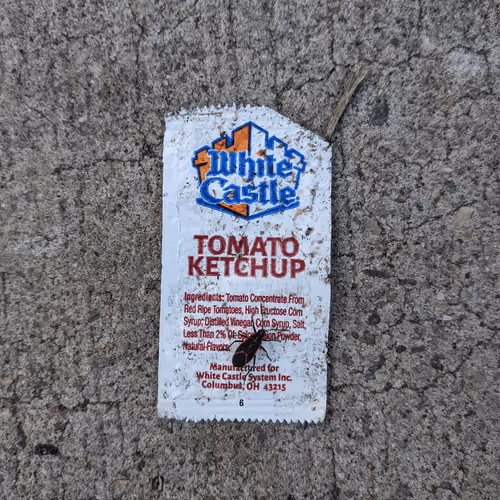 White
Castle
TOMATO
KETCHUP
Ingredients: Tomato Concentrate From
Red Ripe Tomatoes, High Fructose Corn
Syrup, Distilled Vinegar, Corn Syrup, Salt,
Less Than 2% Of: Powder,
Natural Flavors.
Manufactured for
White Castle System Inc.
Columbus, OH 43215
6